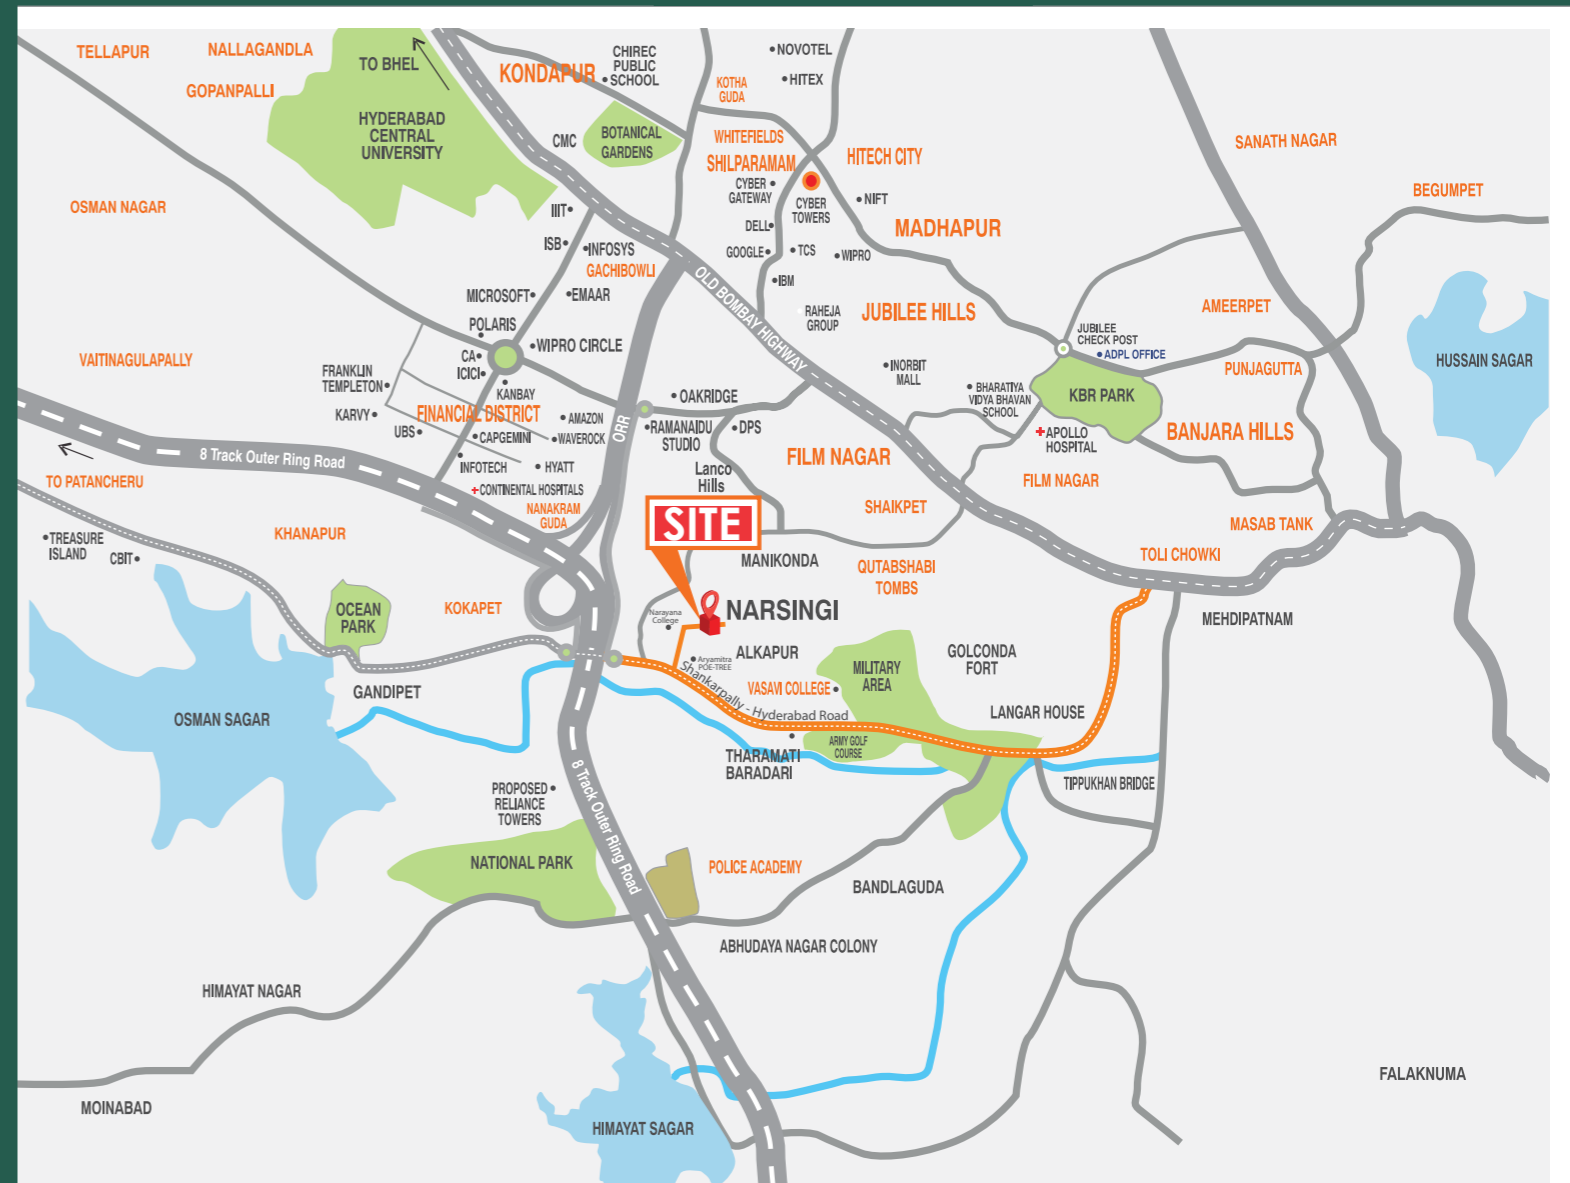 TELLAPUR
NALLAGANDLA
GOPANPALLI
TO BHEL
HYDERABAD
CENTRAL
UNIVERSITY
KONDAPUR
CHIREC
PUBLIC
SCHOOL
NOVOTEL
HITEX
KOTHA
GUDA
CMC
BOTANICAL
GARDENS
WHITEFIELDS
SHILPARAMAM
HITECH CITY
SANATH NAGAR
BEGUMPET
CYBER
GATEWAY
CYBER
TOWERS
NIFT
OSMAN NAGAR
IIIT
ISB
INFOSYS
GACHIBOWLI
DELL
GOOGLE
TCS
WIPRO
MADHAPUR
IBM
MICROSOFT
EMAAR
OLD BOMBAY HIGHWAY
RAHEJA
GROUP
JUBILEE HILLS
AMEERPET
POLARIS
WIPRO CIRCLE
CA
ICICI
KANBAY
JUBILEE
CHECK POST
ADPL OFFICE
HUSSAIN SAGAR
VAITINAGULAPALLY
FRANKLIN
TEMPLETON
KARVY
UBS
FINANCIAL DISTRICT
AMAZON
CAPGEMINI
WAVEROCK
ORR
OAKRIDGE
RAMANAIDU
STUDIO
DPS
INORBIT
MALL
BHARATIYA
VIDYA BHAVAN
SCHOOL
KBR PARK
PUNJAGUTTA
APOLLO
HOSPITAL
BANJARA HILLS
8 Track Outer Ring Road
INFOTECH
HYATT
CONTINENTAL HOSPITALS
NANAKRAM
GUDA
Lanco
Hills
FILM NAGAR
FILM NAGAR
TO PATANCHERU
SHAIKPET
MASAB TANK
TOLI CHOWKI
SITE
KHANAPUR
TREASURE
ISLAND
CBIT
MANIKONDA
QUTABSHABI
TOMBS
OCEAN
PARK
KOKAPET
Narayana
College
NARSINGI
MEHDIPATNAM
Aryamitra
POE-TREE
ALKAPUR
Shankarpally - Hyderabad Road
VASAVI COLLEGE
MILITARY
AREA
GOLCONDA
FORT
GANDIPET
OSMAN SAGAR
LANGAR HOUSE
ARMY GOLF
COURSE
THARAMATI
BARADARI
TIPPUKHAN BRIDGE
8 Track Outer Ring Road
PROPOSED
RELIANCE
TOWERS
NATIONAL PARK
POLICE ACADEMY
BANDLAGUDA
ABHUDAYA NAGAR COLONY
HIMAYAT NAGAR
FALAKNUMA
MOINABAD
HIMAYAT SAGAR